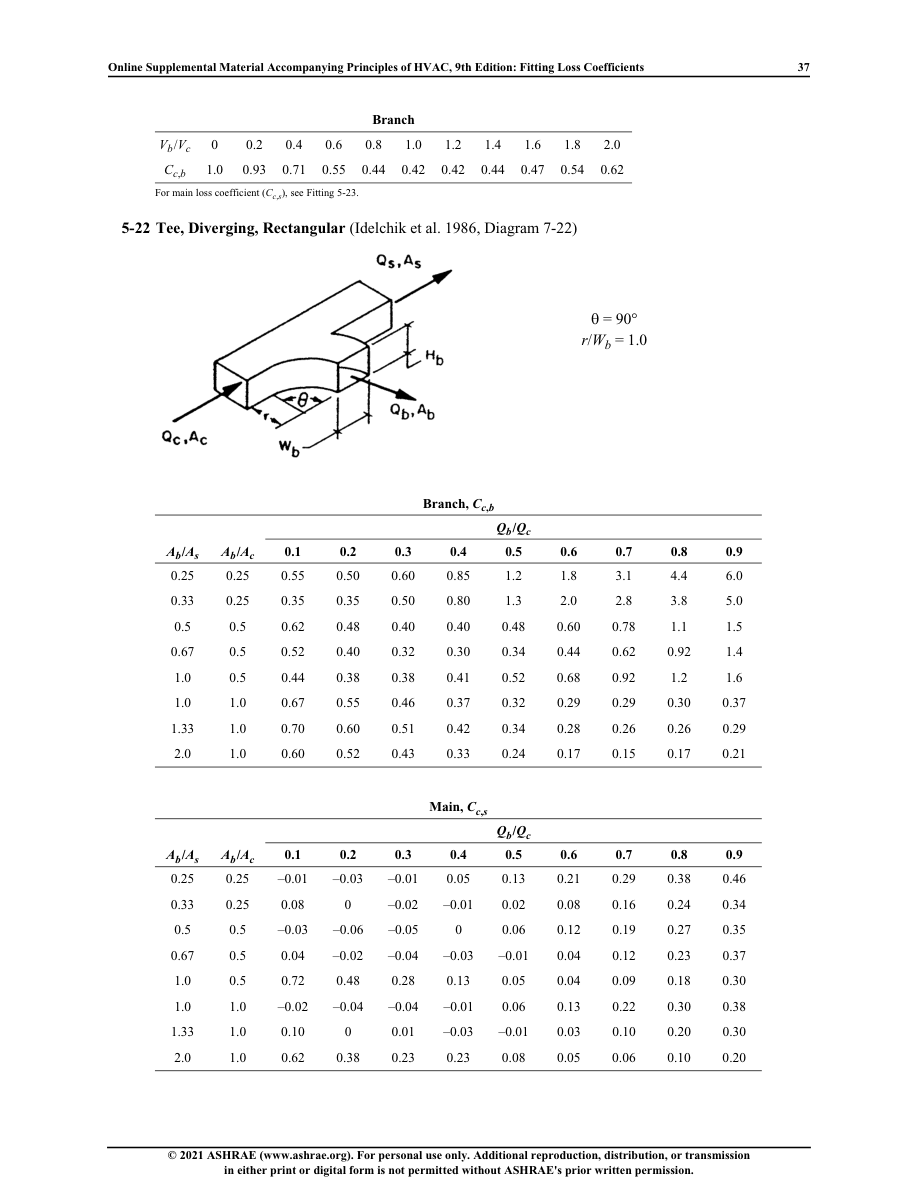 Online Supplemental Material Accompanying Principles of HVAC, 9th Edition: Fitting Loss Coefficients 37
Branch
Vb/Vc 0 0.2 0.4 0.6 0.8 1.0 1.2 1.4 1.6 1.8 2.0
Cc,b 1.0 0.93 0.71 0.55 0.44 0.42 0.42 0.44 0.47 0.54 0.62
For main loss coefficient (Cc,s), see Fitting 5-23.
5-22 Tee, Diverging, Rectangular (Idelchik et al. 1986, Diagram 7-22)
Qs, As
θ = 90°
r/Wb = 1.0
Hb
θ
r
Qb, Ab
Qc, Ac
Wb
Branch, Cc,b
Qb/Qc
Ab/As Ab/Ac 0.1 0.2 0.3 0.4 0.5 0.6 0.7 0.8 0.9
0.25 0.25 0.55 0.50 0.60 0.85 1.2 1.8 3.1 4.4 6.0
0.33 0.25 0.35 0.35 0.50 0.80 1.3 2.0 2.8 3.8 5.0
0.5 0.5 0.62 0.48 0.40 0.40 0.48 0.60 0.78 1.1 1.5
0.67 0.5 0.52 0.40 0.32 0.30 0.34 0.44 0.62 0.92 1.4
1.0 0.5 0.44 0.38 0.38 0.41 0.52 0.68 0.92 1.2 1.6
1.0 1.0 0.67 0.55 0.46 0.37 0.32 0.29 0.29 0.30 0.37
1.33 1.0 0.70 0.60 0.51 0.42 0.34 0.28 0.26 0.26 0.29
2.0 1.0 0.60 0.52 0.43 0.33 0.24 0.17 0.15 0.17 0.21
Main, Cc,s
Qb/Qc
Ab/As Ab/Ac 0.1 0.2 0.3 0.4 0.5 0.6 0.7 0.8 0.9
0.25 0.25 –0.01 –0.03 –0.01 0.05 0.13 0.21 0.29 0.38 0.46
0.33 0.25 0.08 0 –0.02 –0.01 0.02 0.08 0.16 0.24 0.34
0.5 0.5 –0.03 –0.06 –0.05 0 0.06 0.12 0.19 0.27 0.35
0.67 0.5 0.04 –0.02 –0.04 –0.03 –0.01 0.04 0.12 0.23 0.37
1.0 0.5 0.72 0.48 0.28 0.13 0.05 0.04 0.09 0.18 0.30
1.0 1.0 –0.02 –0.04 –0.04 –0.01 0.06 0.13 0.22 0.30 0.38
1.33 1.0 0.10 0 0.01 –0.03 –0.01 0.03 0.10 0.20 0.30
2.0 1.0 0.62 0.38 0.23 0.23 0.08 0.05 0.06 0.10 0.20
© 2021 ASHRAE (www.ashrae.org). For personal use only. Additional reproduction, distribution, or transmission
in either print or digital form is not permitted without ASHRAE's prior written permission.